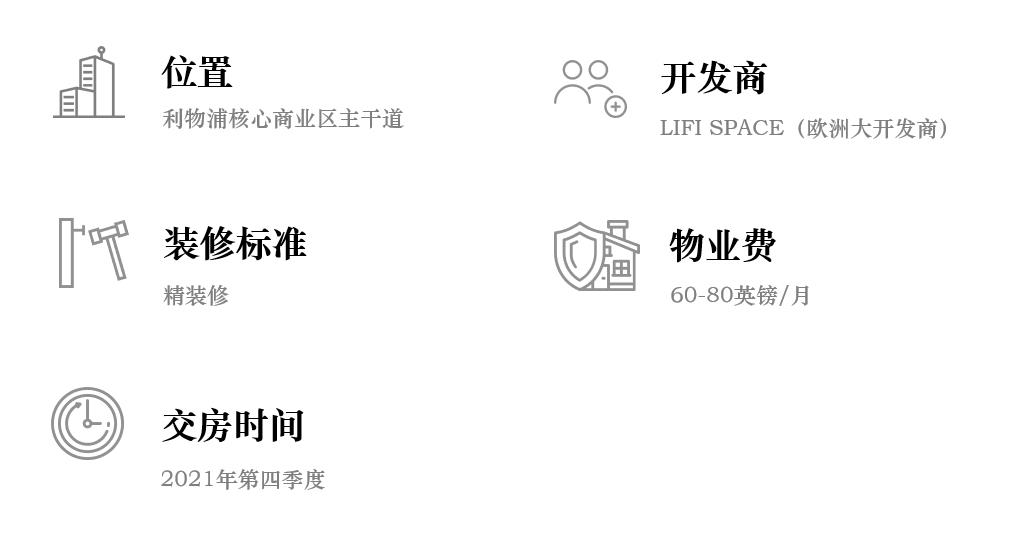 位置
利物浦核心商业区主干道
开发商
LIFI SPACE（欧洲大开发商）
装修标准
精装修
物业费
60-80英镑/月
交房时间
2021年第四季度